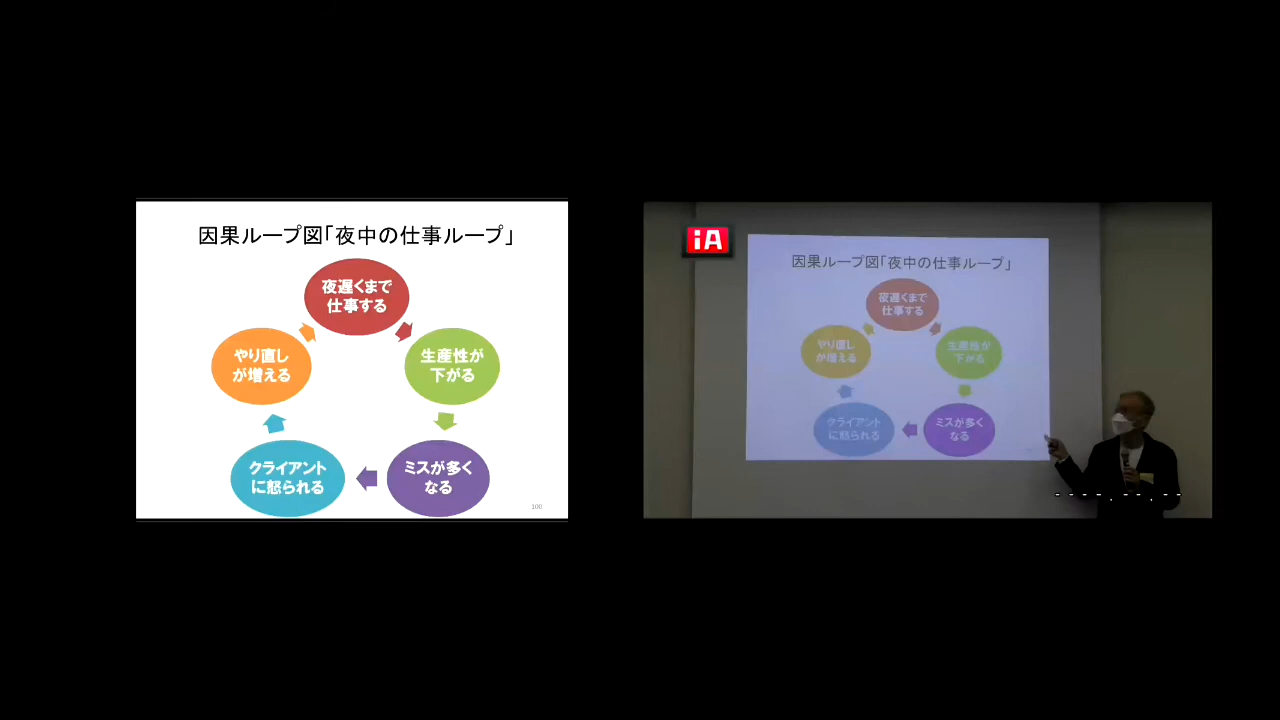 因果ループ図「夜中の仕事ループ」
夜遅くまで
仕事する
やり直し
が増える
生産性が
下がる
クライアント
に怒られる
ミスが多く
なる
100
iA
因果ループ図「夜中の仕事ループ」
夜遅くまで
仕事する
やり直し
が増える
生産性が
下がる
クライアント
に怒られる
ミスが多く
なる
----.--.--